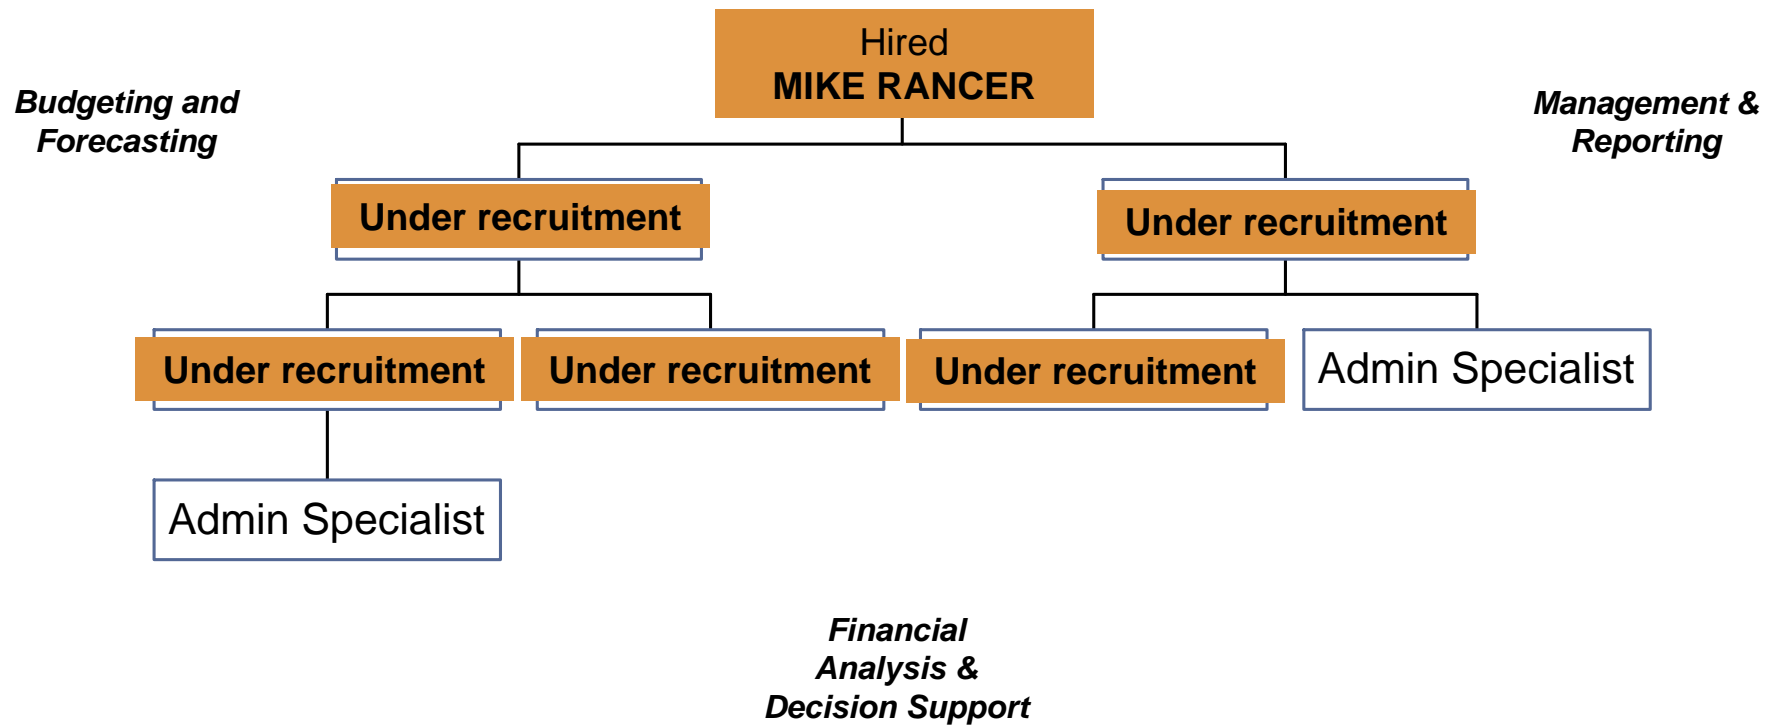 Hired
MIKE RANCER
Budgeting and
Forecasting
Management &
Reporting
Under recruitment
Under recruitment
Under recruitment
Under recruitment
Under recruitment
Admin Specialist
Admin Specialist
Financial
Analysis &
Decision Support